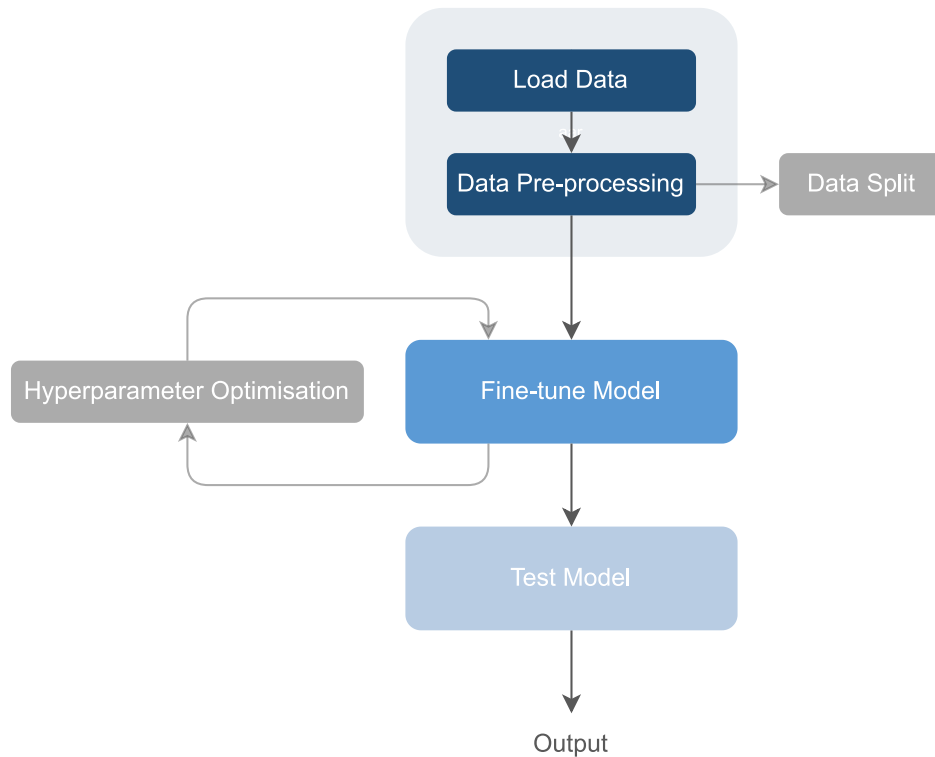 Load Data
Data Pre-processing
Data Split
Hyperparameter Optimisation
Fine-tune Model
Test Model
Output